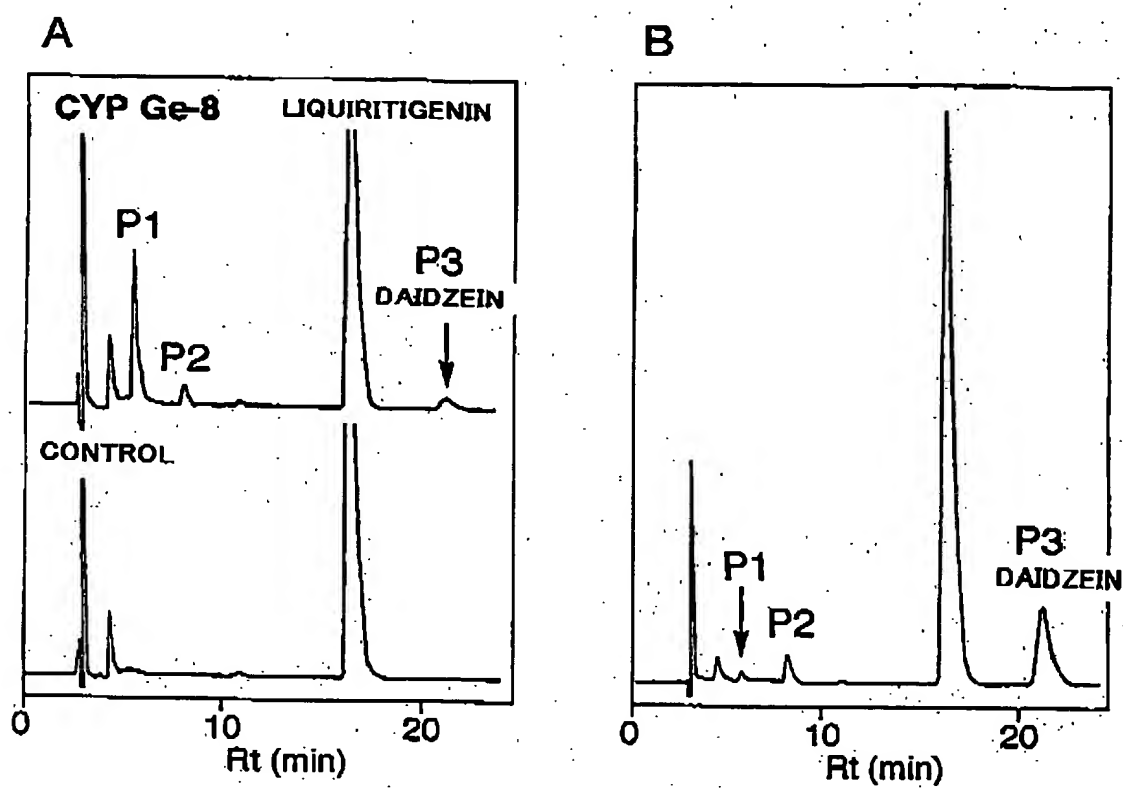 A
CYP Ge-8
LIQUIRITIGENIN
P1
P2
P3
DAIDZEIN
CONTROL
0
10
20
Rt (min)
B
P1
P2
P3
DAIDZEIN
0
10
20
Rt (min)